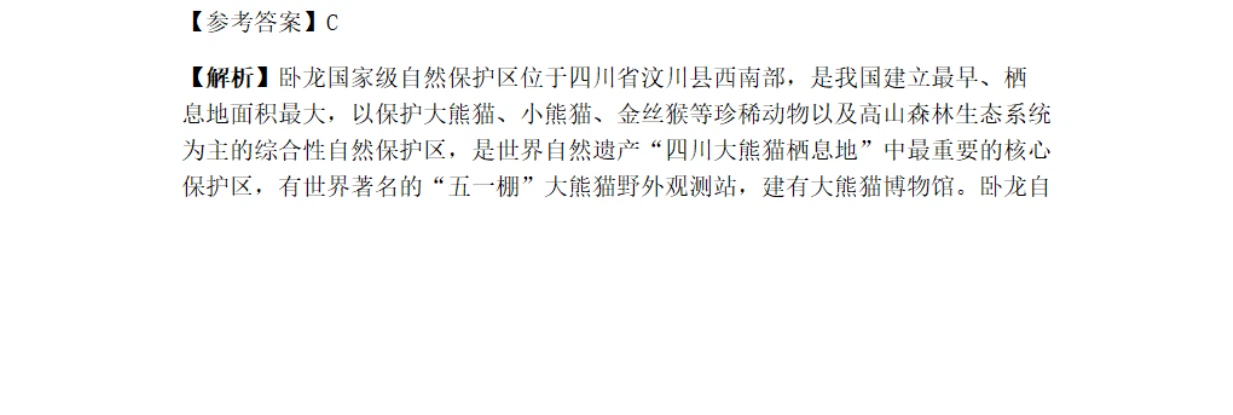 【参考答案】C
【解析】卧龙国家级自然保护区位于四川省汶川县西南部，是我国建立最早、栖
息地面积最大，以保护大熊猫、小熊猫、金丝猴等珍稀动物以及高山森林生态系统
为主的综合性自然保护区，是世界自然遗产“四川大熊猫栖息地”中最重要的核心
保护区，有世界著名的“五一棚”大熊猫野外观测站，建有大熊猫博物馆。卧龙自